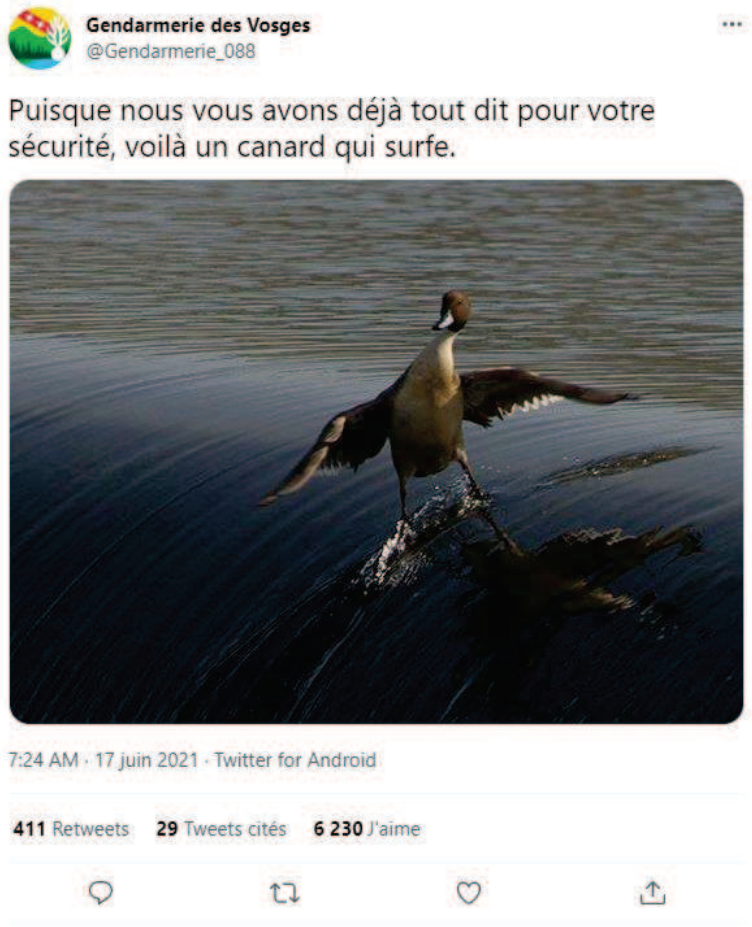 Gendarmerie des Vosges
@Gendarmerie_088
Puisque nous vous avons déjà tout dit pour votre
sécurité, voilà un canard qui surfe.
7:24 AM · 17 juin 2021 · Twitter for Android
411 Retweets 29 Tweets cités 6 230 J'aime